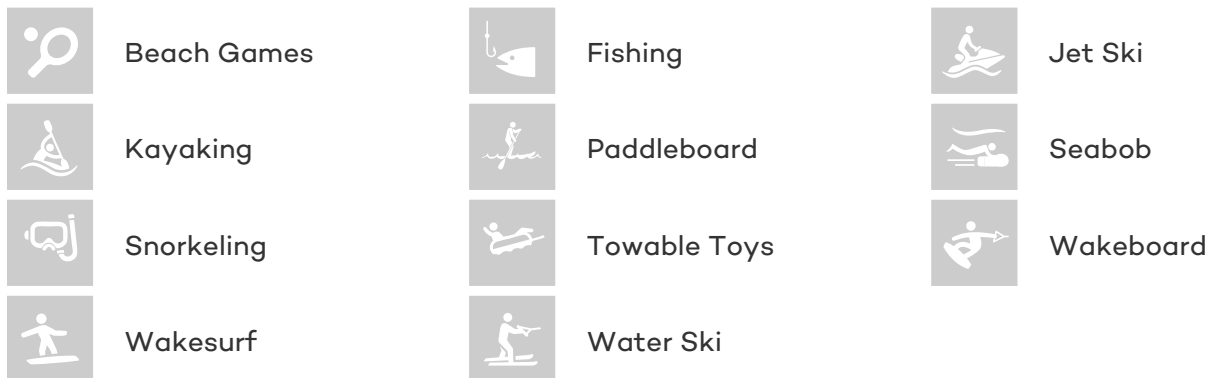 Beach Games
Fishing
Jet Ski
Kayaking
Paddleboard
Seabob
Snorkeling
Towable Toys
Wakeboard
Wakesurf
Water Ski